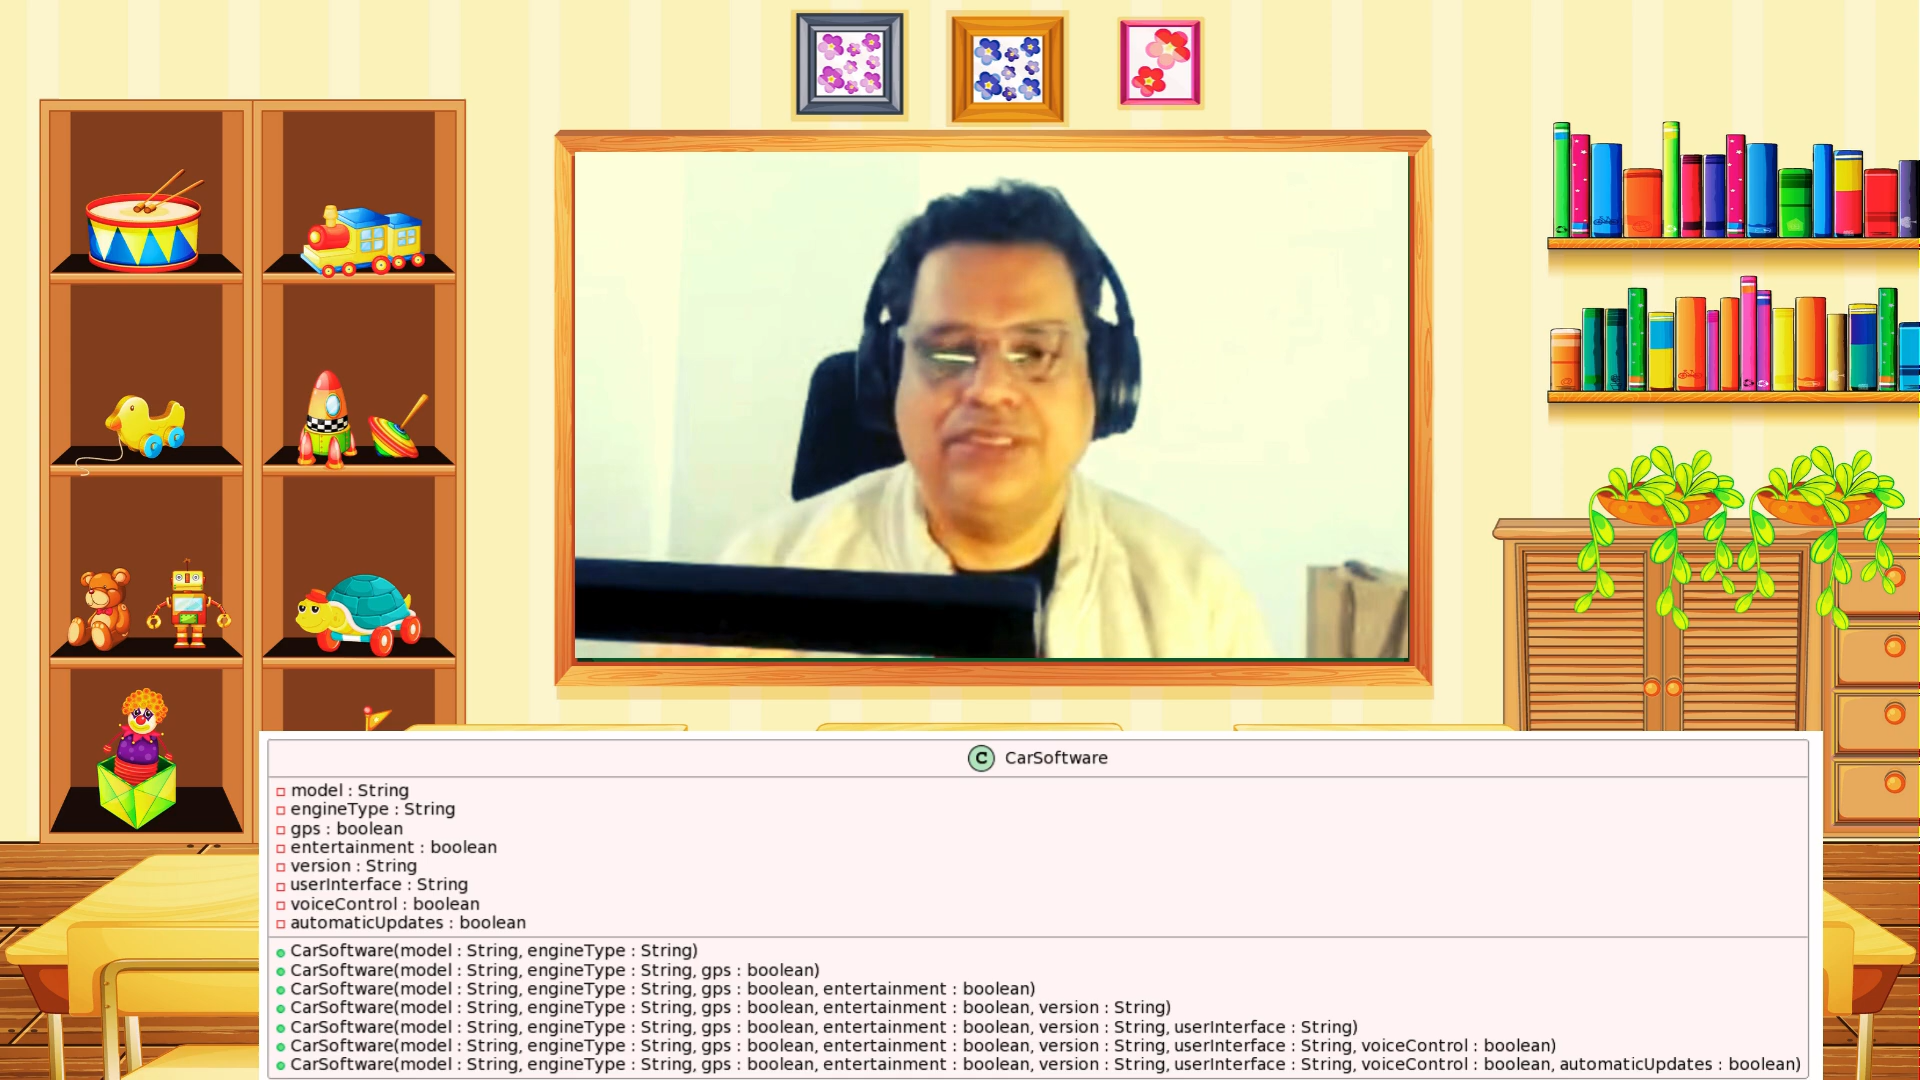 C CarSoftware
model : String
engineType : String
gps : boolean
entertainment : boolean
version : String
userInterface : String
voiceControl : boolean
automaticUpdates : boolean
CarSoftware(model : String, engineType : String)
CarSoftware(model : String, engineType : String, gps : boolean)
CarSoftware(model : String, engineType : String, gps : boolean, entertainment : boolean)
CarSoftware(model : String, engineType : String, gps : boolean, entertainment : boolean, version : String)
CarSoftware(model : String, engineType : String, gps : boolean, entertainment : boolean, version : String, userInterface : String)
CarSoftware(model : String, engineType : String, gps : boolean, entertainment : boolean, version : String, userInterface : String, voiceControl : boolean)
CarSoftware(model : String, engineType : String, gps : boolean, entertainment : boolean, version : String, userInterface : String, voiceControl : boolean, automaticUpdates : boolean)